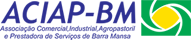 ACIAP-BM
Associação Comercial,Industrial,Agropastoril
e Prestadora de Serviços de Barra Mansa